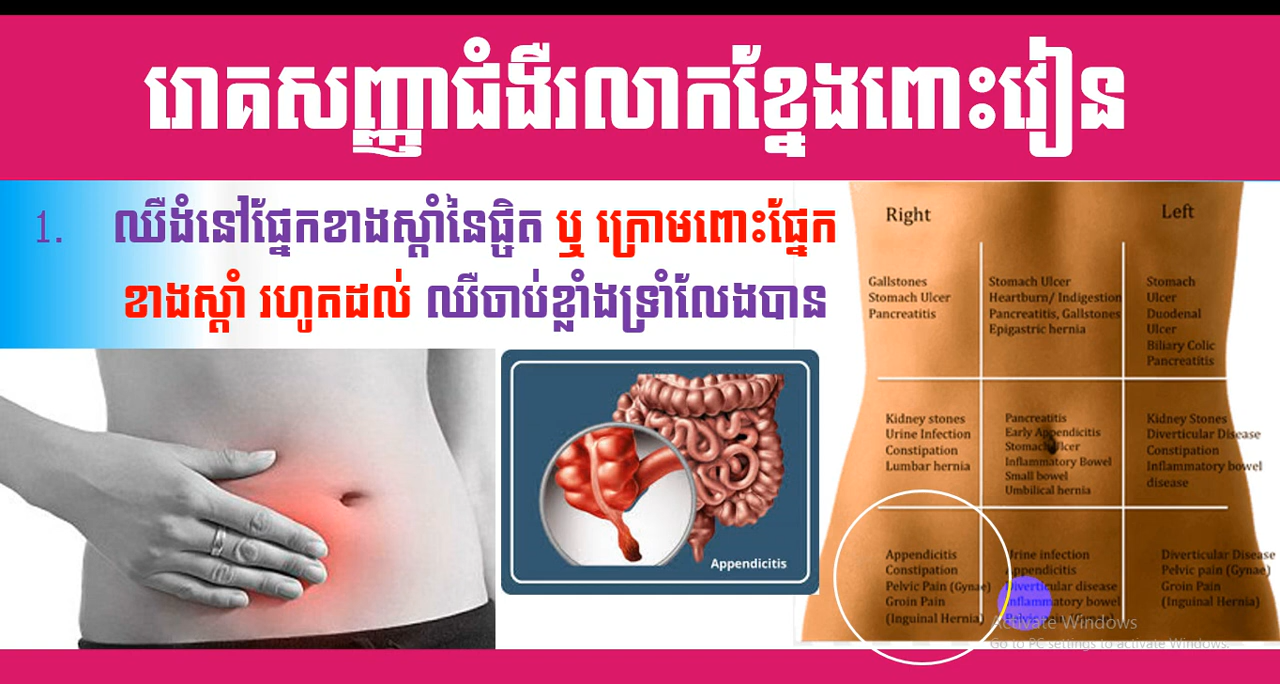 រោគសញ្ញាជំងឺរលាកខ្នែងពោះវៀន
1. ឈឺងំនៅផ្នែកខាងស្តាំនៃផ្ចិត ឬ ក្រោមពោះផ្នែក
ខាងស្តាំ រហូតដល់ ឈឺចាប់ខ្លាំងទ្រាំលែងបាន
Appendicitis
Right
Left
Gallstones
Stomach Ulcer
Pancreatitis
Stomach Ulcer
Heartburn/ Indigestion
Pancreatitis, Gallstones
Epigastric hernia
Stomach
Ulcer
Duodenal
Ulcer
Biliary Colic
Pancreatitis
Kidney stones
Urine Infection
Constipation
Lumbar hernia
Pancreatitis
Early Appendicitis
Stomach Ulcer
Inflammatory Bowel
Small bowel
Umbilical hernia
Kidney Stones
Diverticular Disease
Constipation
Inflammatory bowel
disease
Appendicitis
Constipation
Pelvic Pain (Gynae)
Groin Pain
(Inguinal Hernia)
Urine infection
Appendicitis
Diverticular disease
Inflammatory bowel
Diverticular Disease
Pelvic pain (Gynae)
Groin Pain
(Inguinal Hernia)
Activate Windows
Go to PC settings to activate Windows.